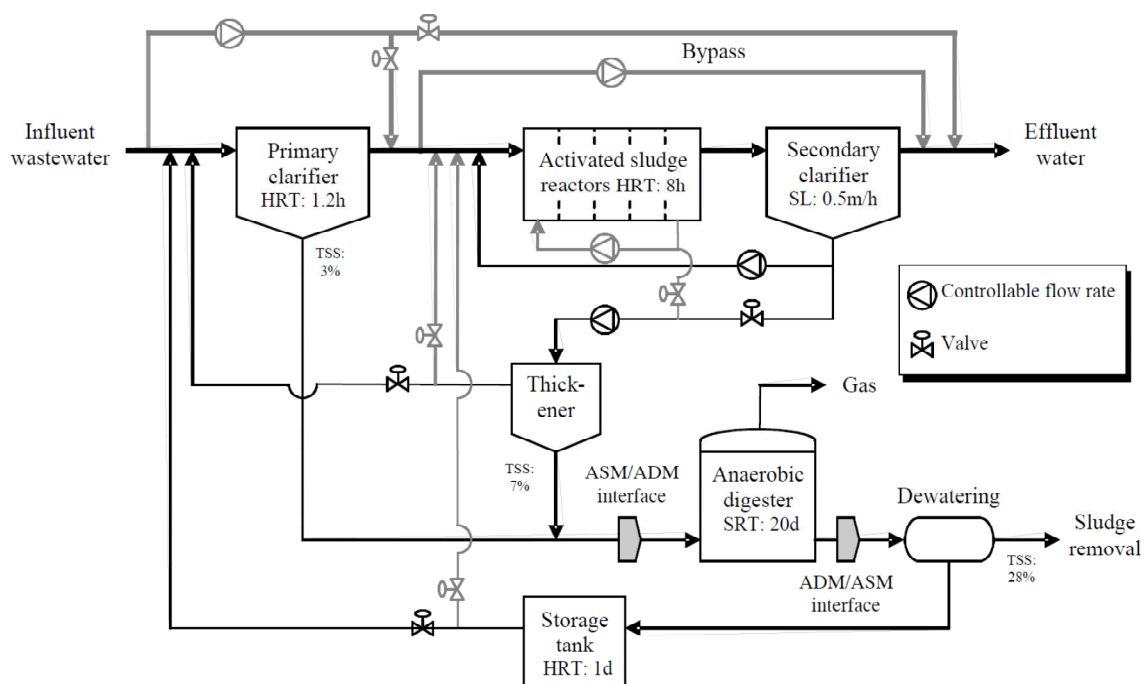 Bypass
Influent
wastewater
Primary
clarifier
HRT: 1.2h
Activated sludge
reactors HRT: 8h
Secondary
clarifier
SL: 0.5m/h
Effluent
water
TSS:
3%
Controllable flow rate
Valve
Thick-
ener
Gas
TSS:
7%
ASM/ADM
interface
Anaerobic
digester
SRT: 20d
Dewatering
Sludge
removal
TSS:
28%
ADM/ASM
interface
Storage
tank
HRT: 1d